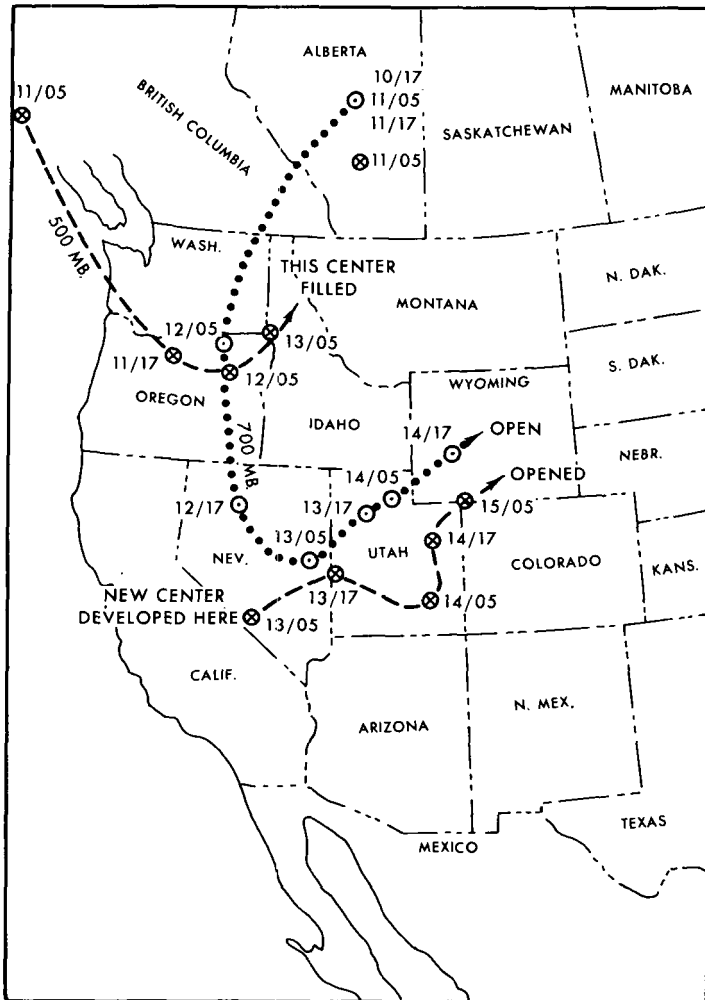 ALBERTA
10/17
11/05
11/17
MANITOBA
11/05
BRITISH COLUMBIA
SASKATCHEWAN
11/05
500 MB.
WASH.
THIS CENTER
FILLED
MONTANA
N. DAK.
12/05
13/05
11/17
12/05
S. DAK.
WYOMING
OREGON
IDAHO
14/17
OPEN
700 MB.
NEBR.
14/05
OPENED
12/17
13/17
15/05
13/05
14/17
NEV.
UTAH
COLORADO
KANS.
13/17
NEW CENTER
DEVELOPED HERE
14/05
13/05
CALIF.
ARIZONA
N. MEX.
TEXAS
MEXICO